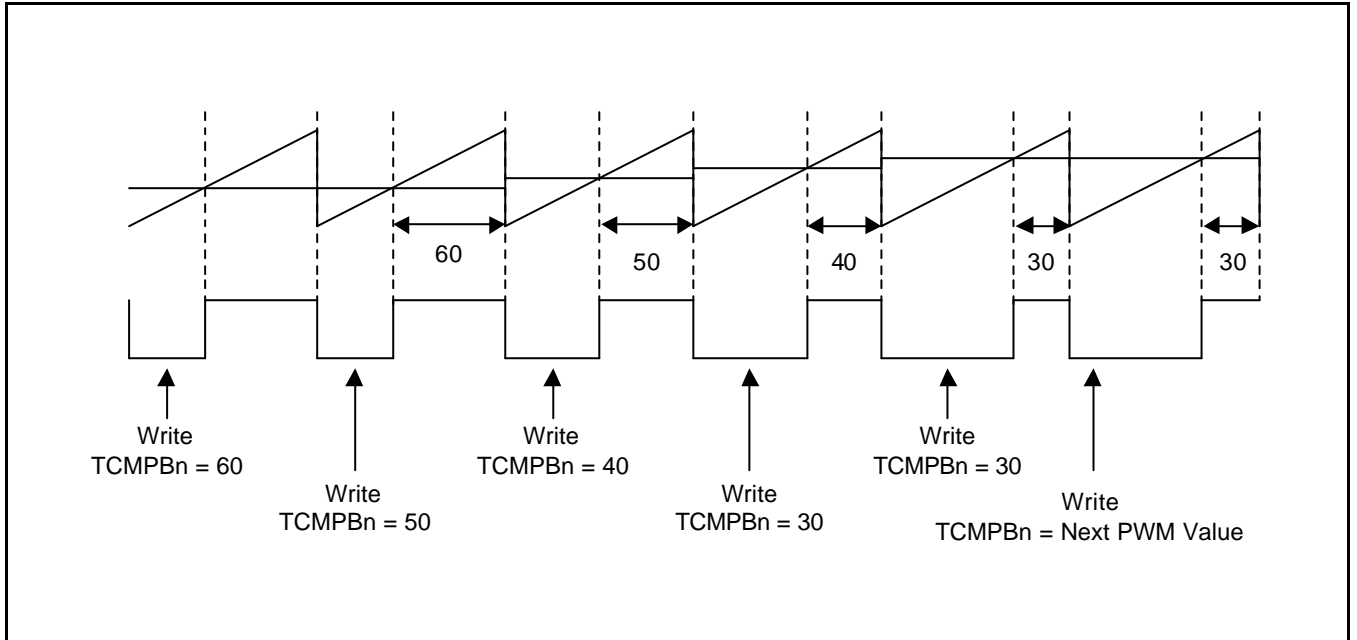 60
50
40
30
30
Write
TCMPBn = 60
Write
TCMPBn = 50
Write
TCMPBn = 40
Write
TCMPBn = 30
Write
TCMPBn = 30
Write
TCMPBn = Next PWM Value